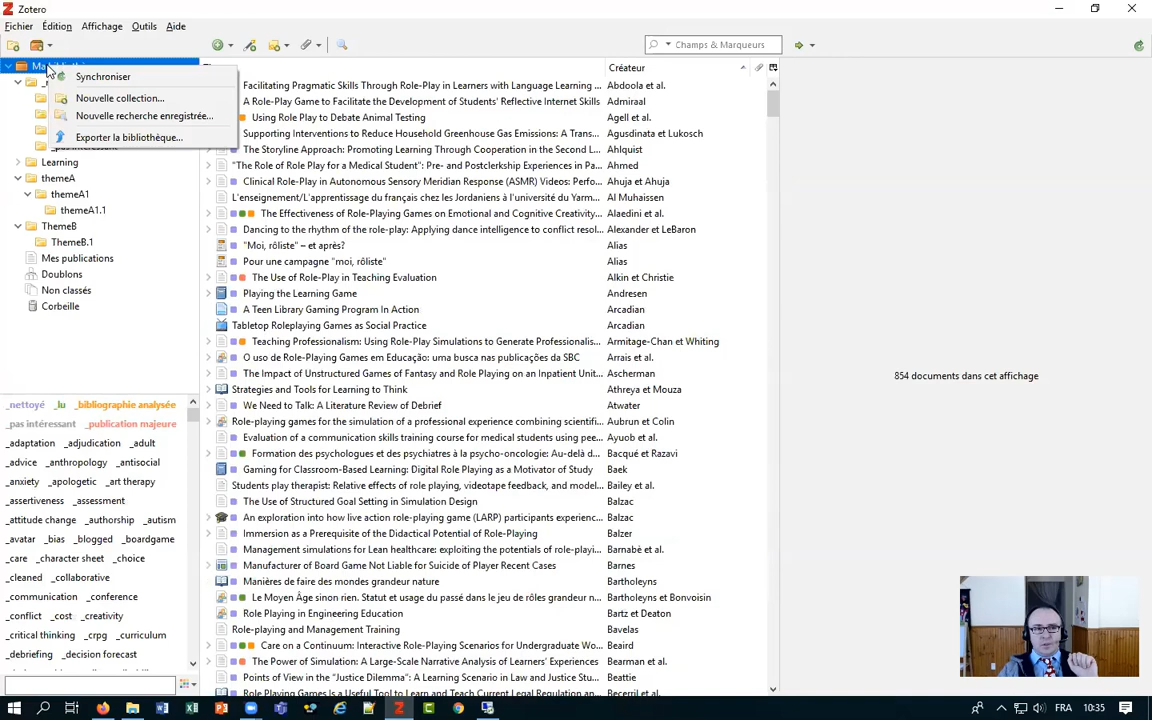 Zotero
Fichier Édition Affichage Outils Aide
Champs & Marqueurs
Créateur
Synchroniser
Nouvelle collection...
Nouvelle recherche enregistrée...
Exporter la bibliothèque...
_pas intéressant
Learning
themeA
themeA1
themeA1.1
ThemeB
ThemeB.1
Mes publications
Doublons
Non classés
Corbeille
Facilitating Pragmatic Skills Through Role-Play in Learners with Language Learning ... Abdoola et al.
A Role-Play Game to Facilitate the Development of Students' Reflexive Internet Skills Admiraal
Using Role Play to Debate Animal Testing Agell et al.
Supporting Interventions to Reduce Household Greenhouse Gas Emissions: A Trans... Agusdinata et Lukosch
The Storyline Approach: Promoting Learning Through Cooperation in the Second L... Ahlquist
"The Role of Role Play for a Medical Student": Pre- and Postclerkship Experiences in Pa... Ahmed
Clinical Role-Play in Autonomous Sensory Meridian Response (ASMR) Videos: Perfo... Ahuja et Ahuja
L'enseignement/L'apprentissage du français chez les Jordaniens à l'université du Yarm... Al Muhaissen
The Effectiveness of Role-Playing Games on Emotional and Cognitive Creativity... Alaedini et al.
Dancing to the rhythm of the role-play: Applying dance intelligence to conflict resol... Alexander et LeBaron
"Moi, rôliste" – et après? Alias
Pour une campagne "moi, rôliste" Alias
The Use of Role-Play in Teaching Evaluation Alkin et Christie
Playing the Learning Game Andresen
A Teen Library Gaming Program In Action Arcadian
Tabletop Roleplaying Games as Social Practice Arcadian
Teaching Professionalism: Using Role-Play Simulations to Generate Professionalis... Armitage-Chan et Whiting
O uso de Role-Playing Games em Educação: uma busca nas publicações da SBC Arrais et al.
The Impact of Unstructured Games of Fantasy and Role Playing on an Inpatient Unit... Ascherman
Strategies and Tools for Learning to Think Athreya et Mouza
We Need to Talk: A Literature Review of Debrief Atwater
Role-playing games for the simulation of a professional experience combining scientifi... Aubrun et Colin
Evaluation of a communication skills training course for medical students using pee... Ayuob et al.
Formation des psychologues et des psychiatres à la psycho-oncologie: Au-delà d... Bacqué et Razavi
Gaming for Classroom-Based Learning: Digital Role Playing as a Motivator of Study Baek
Students play therapist: Relative effects of role playing, videotape feedback, and model... Bailey et al.
The Use of Structured Goal Setting in Simulation Design Balzac
An exploration into how live action role-playing game (LARP) participants experienc... Balzac
Immersion as a Prerequisite of the Didactical Potential of Role-Playing Balzer
Management simulations for Lean healthcare: exploiting the potentials of role-playi... Barnabè et al.
Manufacturer of Board Game Not Liable for Suicide of Player Recent Cases Barnes
Manières de faire des mondes grandeur nature Bartholeyns
Le Moyen Âge sinon rien. Statut et usage du passé dans le jeu de rôles grandeur n... Bartholeyns et Bonvoisin
Role Playing in Engineering Education Bartz et Deaton
Role-playing and Management Training Bavelas
Care on a Continuum: Interactive Role-Playing Scenarios for Undergraduate Wo... Beaird
The Power of Simulation: A Large-Scale Narrative Analysis of Learners' Experiences Bearman et al.
Points of View in the "Justice Dilemma": A Learning Scenario in Law and Justice Stu... Beattie
Role Playing Games Is a Useful Tool to Learn and Teach Current Legal Regulation an... Becerril et al.
854 documents dans cet affichage
_nettoyé _lu _bibliographie analysée
_pas intéressant _publication majeure
_adaptation _adjudication _adult
_advice _anthropology _antisocial
_anxiety _apologetic _art therapy
_assertiveness _assessment
_attitude change _authorship _autism
_avatar _bias _blogged _boardgame
_care _character sheet _choice
_cleaned _collaborative
_communication _conference
_conflict _cost _creativity
_critical thinking _crpg _curriculum
_debriefing _decision forecast
FRA 10:35